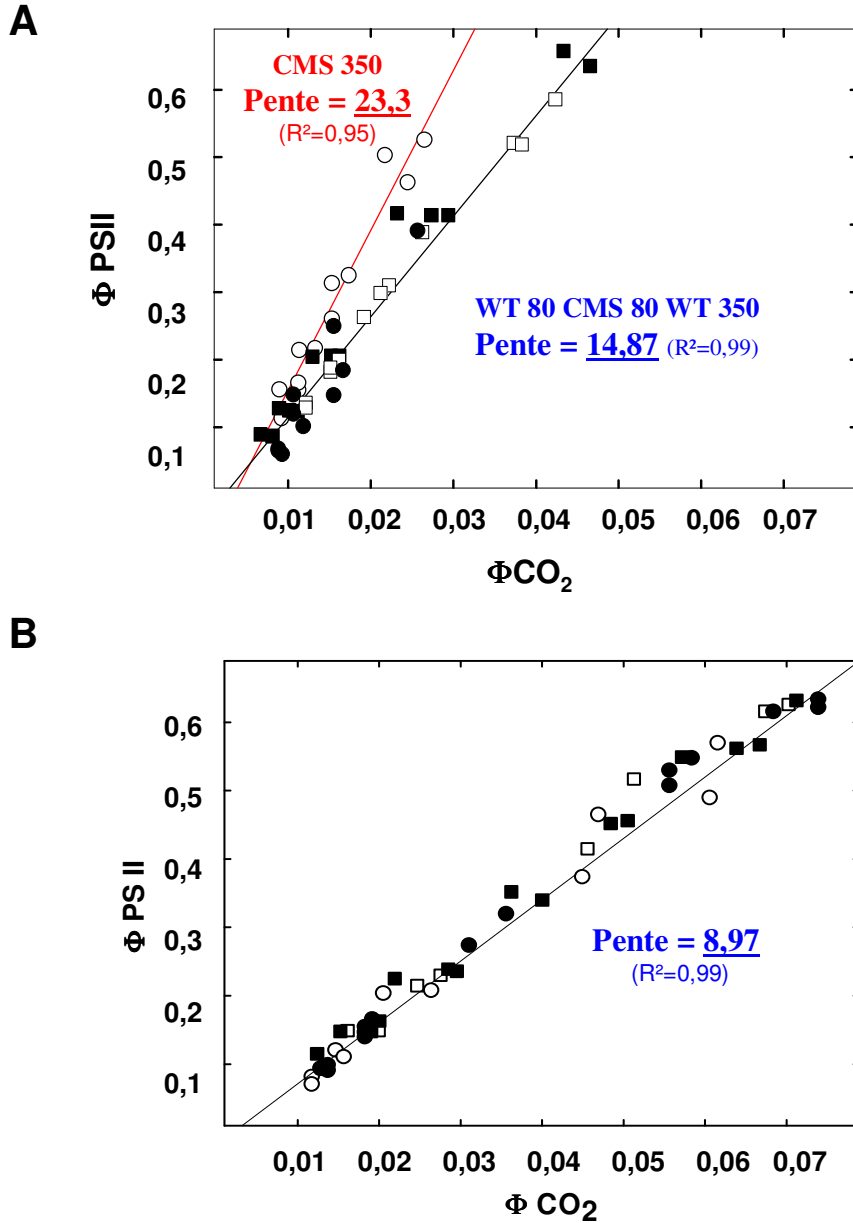 A
CMS 350
Pente = 23,3
(R²=0,95)
0,6
0,5
0,4
0,3
0,2
0,1
Φ PSII
WT 80 CMS 80 WT 350
Pente = 14,87 (R²=0,99)
0,01 0,02 0,03 0,04 0,05 0,06 0,07
ΦCO₂
B
0,6
0,5
0,4
0,3
0,2
0,1
Φ PS II
Pente = 8,97
(R²=0,99)
0,01 0,02 0,03 0,04 0,05 0,06 0,07
Φ CO₂